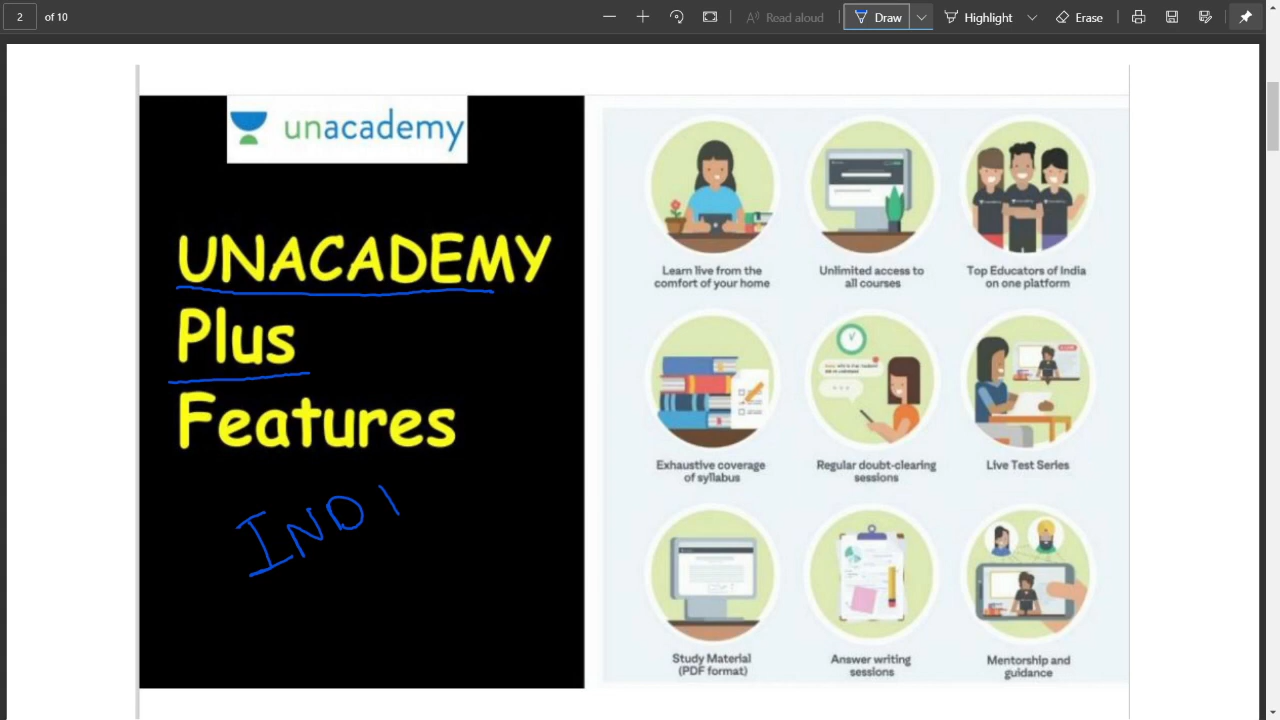 2 of 10
Read aloud
Draw
Highlight
Erase
unacademy
UNACADEMY
Plus
Features
INDI
Learn live from the
comfort of your home
Unlimited access to
all courses
Top Educators of India
on one platform
Exhaustive coverage
of syllabus
Regular doubt-clearing
sessions
Live Test Series
Study Material
(PDF format)
Answer writing
sessions
Mentorship and
guidance